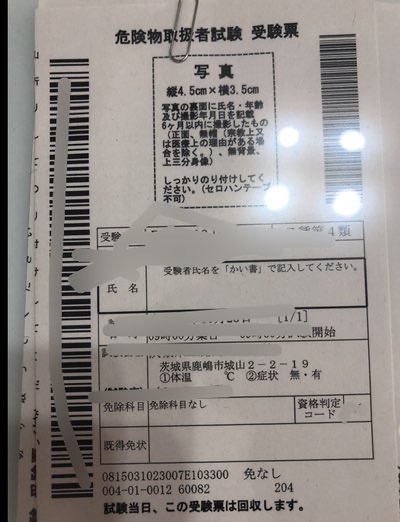 危険物取扱者試験 受験票
写真
縦4.5cm×横3.5cm
写真の裏面に氏名・年齢
及び撮影年月日を記載
6ヶ月以内に撮影したもの
(正面、無帽(宗教上又
は医療上の理由がある場
合を除く。)、無背景、
上三分身像)
しっかりのり付けしてく
ださい。(セロハンテープ
不可)
受験
種第4類
受験者氏名を「かい書」で記入してください。
氏 名
[1/1]
開始
茨城県鹿嶋市城山2-2-19
①体温 ℃ ②症状 無・有
免除科目 免除科目なし 資格判定
コード
既得免状
0815031023007E103300 免なし
004-01-0012 60082 204
試験当日、この受験票は回収します。